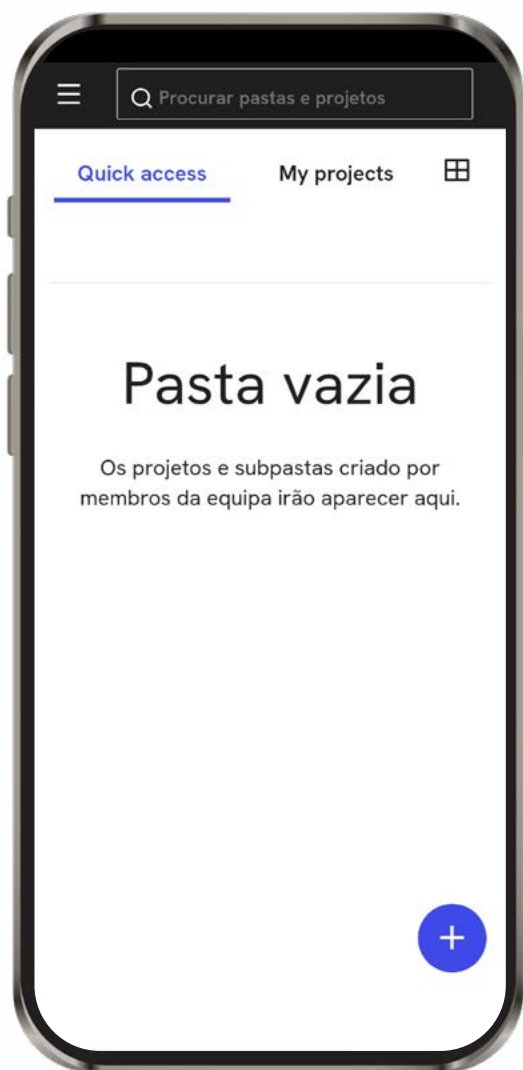 Procurar pastas e projetos
Quick access My projects
Pasta vazia
Os projetos e subpastas criado por
membros da equipa irão aparecer aqui.